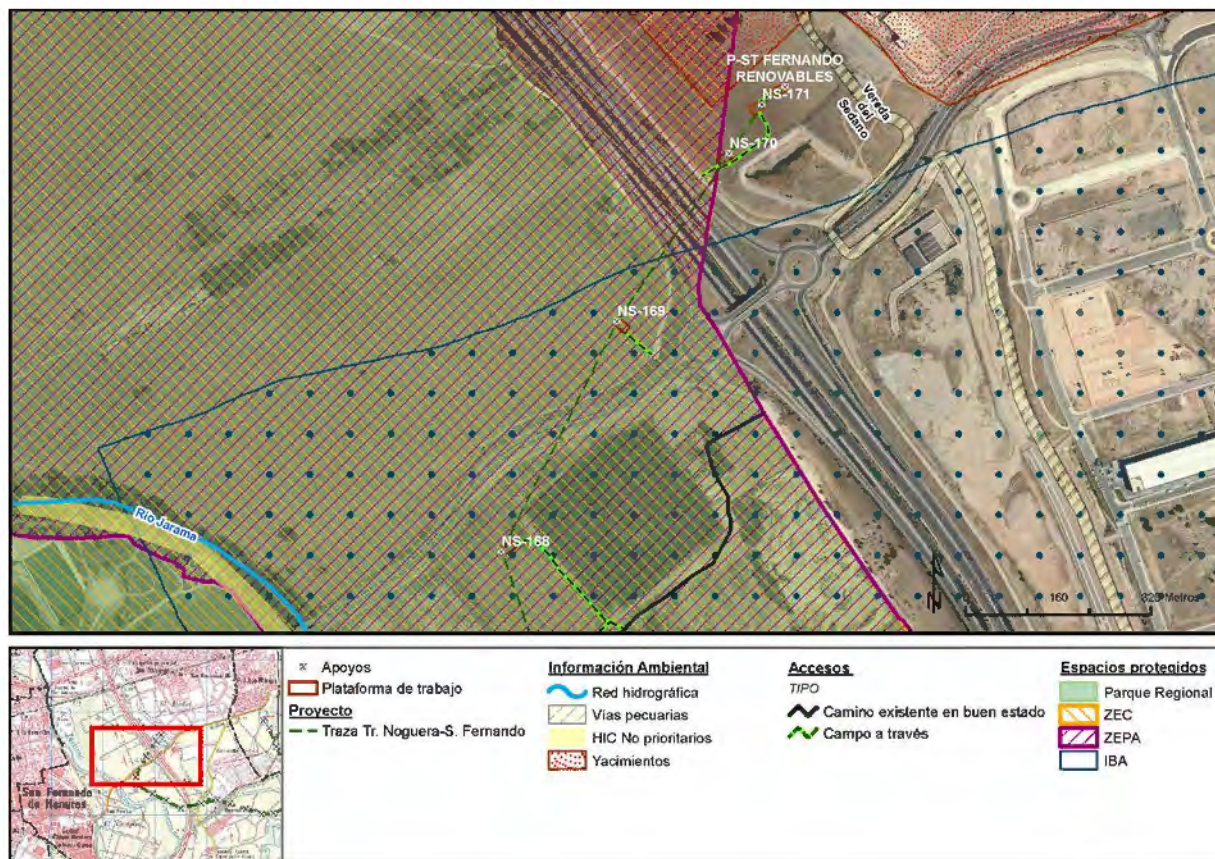 P-ST FERNANDO
RENOVABLES
NS-171
NS-170
Vereda
del
Sedano
NS-169
NS-168
Río Jarama
N
0 160 320 Metros
Apoyos
Plataforma de trabajo
Proyecto
Traza Tr. Noguera-S. Fernando
Información Ambiental
Red hidrográfica
Vias pecuarias
HIC No prioritarios
Yacimientos
Accesos
TIPO
Camino existente en buen estado
Campo a través
Espacios protegidos
Parque Regional
ZEC
ZEPA
IBA
San Fernando
de Henares